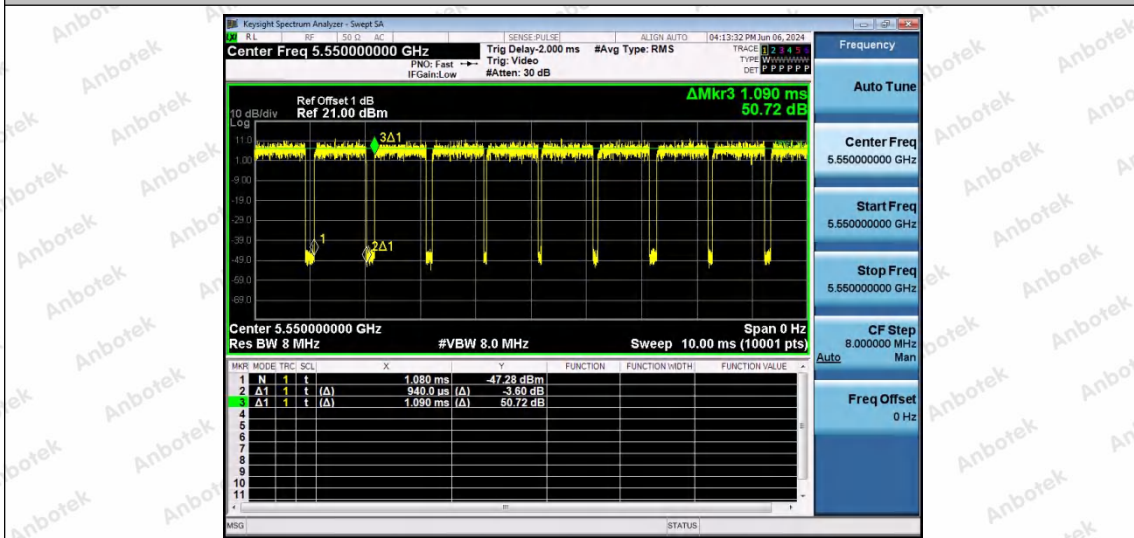 Keysight Spectrum Analyzer - Swept SA
RL RF 50 Ω AC SENSE:PULSE ALIGN AUTO 04:13:32 PM Jun 06, 2024
Center Freq 5.550000000 GHz Trig Delay-2.000 ms #Avg Type: RMS TRACE 1 2 3 4 5 6
PNO: Fast Trig: Video TYPE WWWWWW
IFGain:Low #Atten: 30 dB DET P P P P P P
Frequency
Auto Tune
ΔMkr3 1.090 ms
50.72 dB
Ref Offset 1 dB
10 dB/div Ref 21.00 dBm
Log
11.0
1.00
-9.00
-19.0
-29.0
-39.0
-49.0
-59.0
-69.0
3Δ1
1
2Δ1
Center Freq
5.550000000 GHz
Start Freq
5.550000000 GHz
Stop Freq
5.550000000 GHz
Center 5.550000000 GHz Span 0 Hz
Res BW 8 MHz #VBW 8.0 MHz Sweep 10.00 ms (10001 pts)
CF Step
8.000000 MHz
Auto Man
Freq Offset
0 Hz
MKR MODE TRC SCL X Y FUNCTION FUNCTION WIDTH FUNCTION VALUE
1 N 1 t 1.080 ms -47.28 dBm
2 Δ1 1 t (Δ) 940.0 µs (Δ) -3.60 dB
3 Δ1 1 t (Δ) 1.090 ms (Δ) 50.72 dB
4
5
6
7
8
9
10
11
MSG STATUS
Anbotek